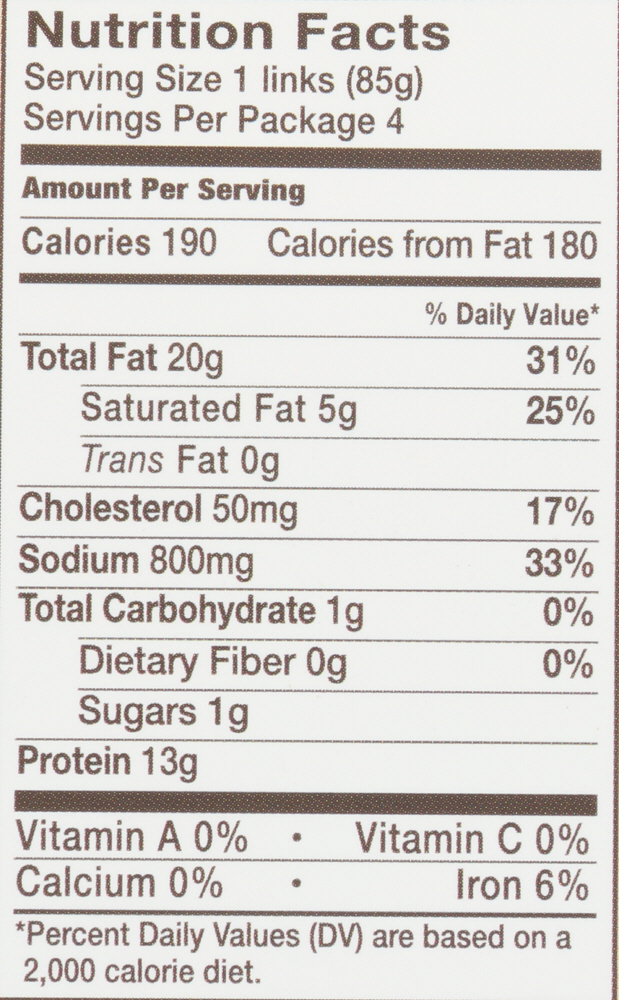 Nutrition Facts
Serving Size 1 links (85g)
Servings Per Package 4
Amount Per Serving
Calories 190 Calories from Fat 180
% Daily Value*
Total Fat 20g 31%
Saturated Fat 5g 25%
Trans Fat 0g
Cholesterol 50mg 17%
Sodium 800mg 33%
Total Carbohydrate 1g 0%
Dietary Fiber 0g 0%
Sugars 1g
Protein 13g
Vitamin A 0% • Vitamin C 0%
Calcium 0% • Iron 6%
*Percent Daily Values (DV) are based on a
2,000 calorie diet.